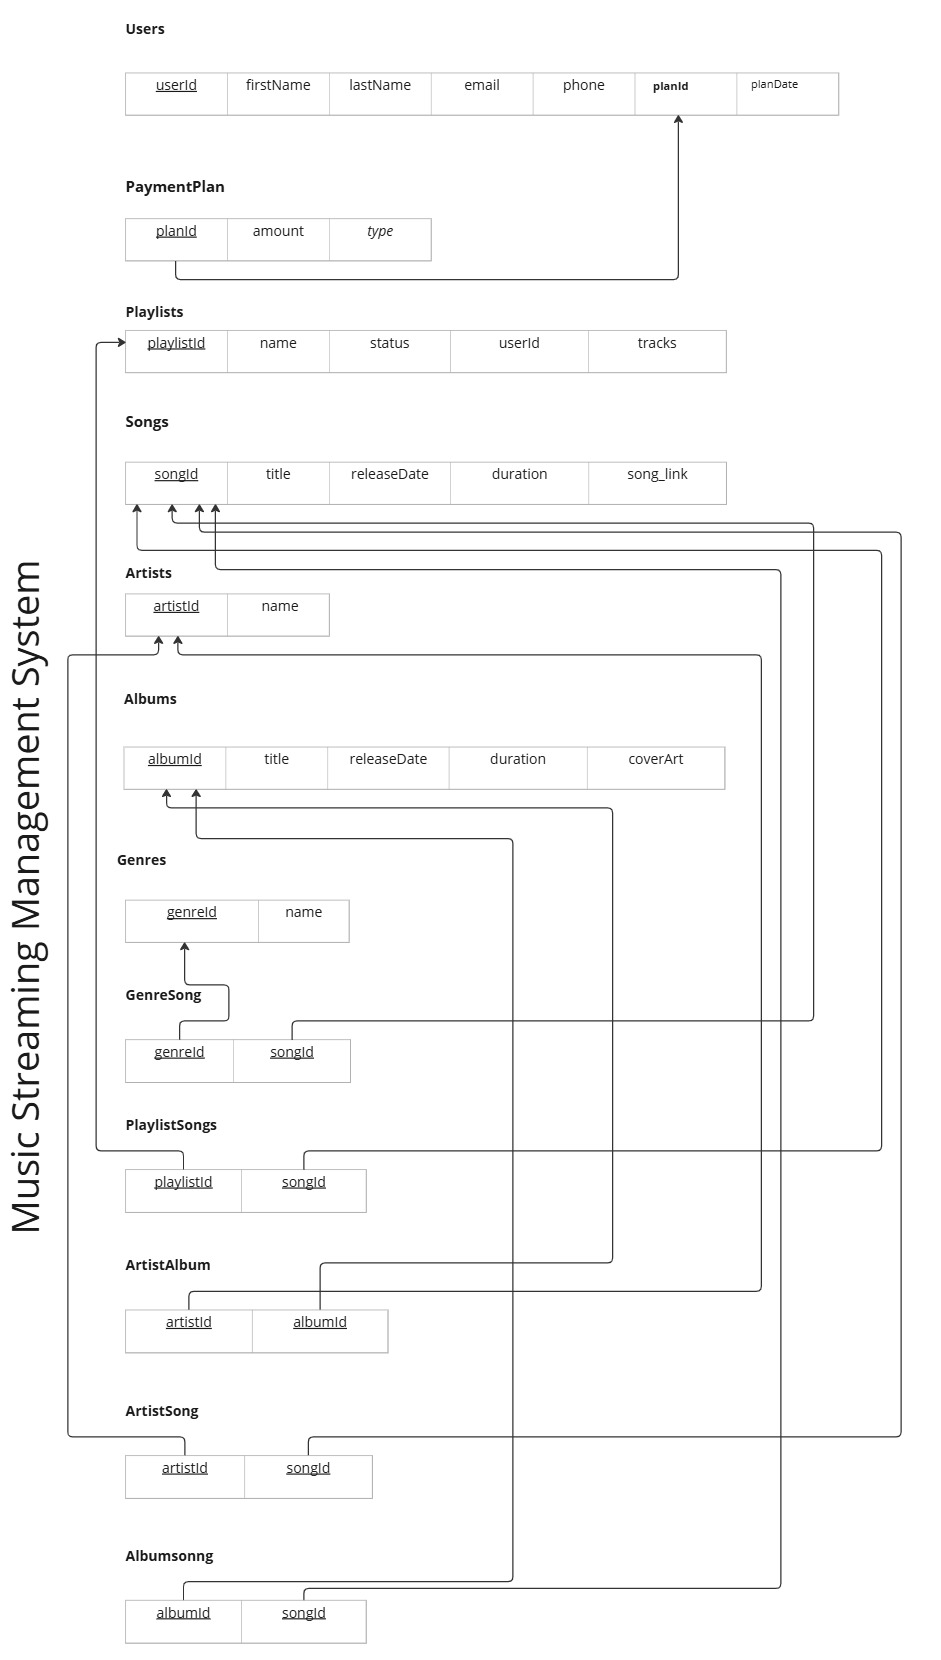 Music Streaming Management System
Users
userId firstName lastName email phone planId planDate
PaymentPlan
planId amount type
Playlists
playlistId name status userId tracks
Songs
songId title releaseDate duration song_link
Artists
artistId name
Albums
albumId title releaseDate duration coverArt
Genres
genreId name
GenreSong
genreId songId
PlaylistSongs
playlistId songId
ArtistAlbum
artistId albumId
ArtistSong
artistId songId
Albumsonng
albumId songId